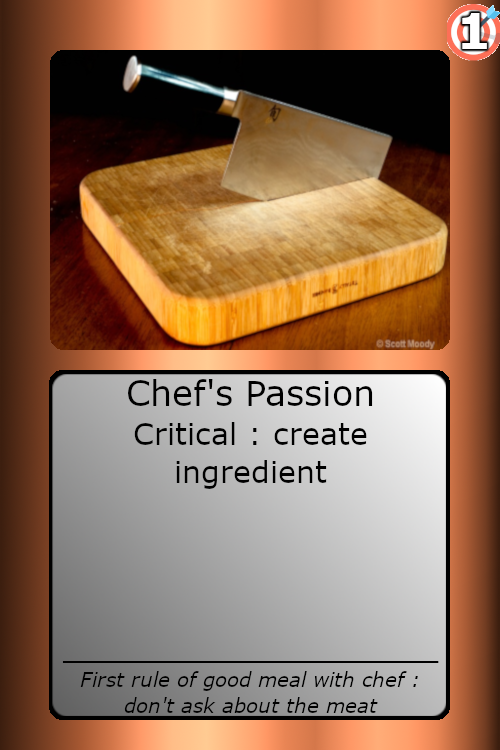 1
旬
© Scott Moody
Chef's Passion
Critical : create
ingredient
First rule of good meal with chef :
don't ask about the meat